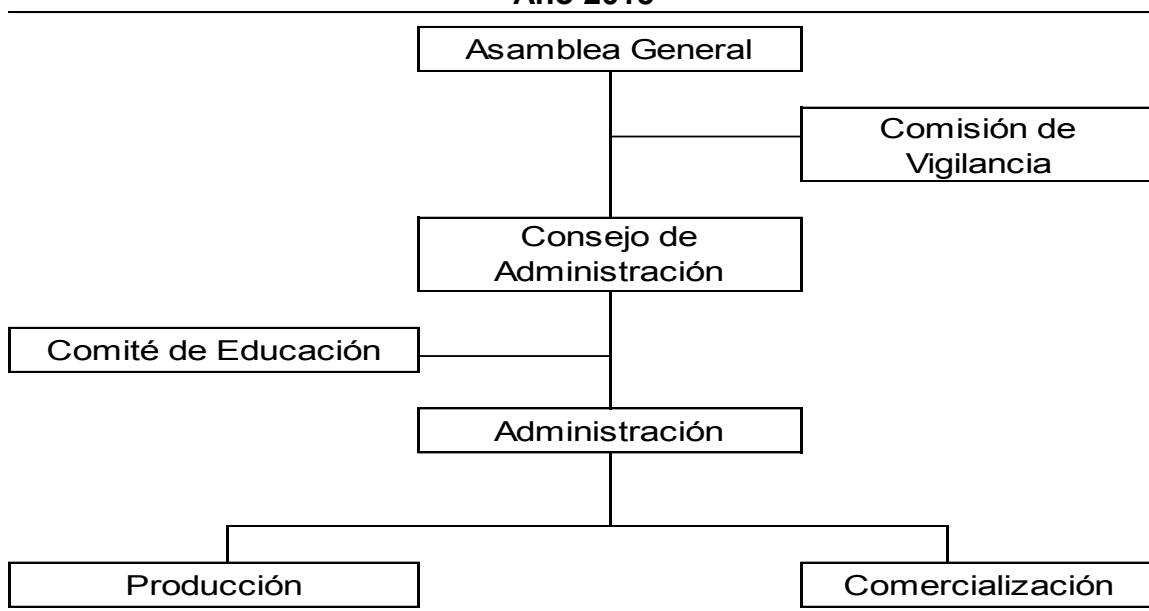 Asamblea General
Comisión de
Vigilancia
Consejo de
Administración
Comité de Educación
Administración
Producción
Comercialización